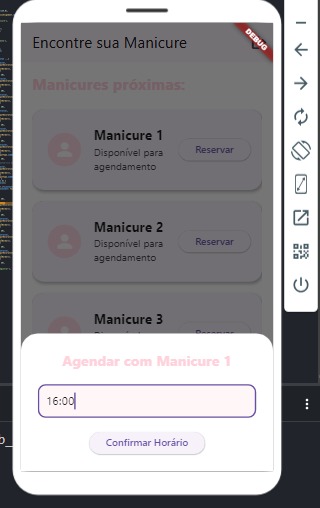 DEBUG
Encontre sua Manicure
Manicures próximas:
Manicure 1
Disponível para
agendamento
Reservar
Manicure 2
Disponível para
agendamento
Reservar
Manicure 3
Reservar
Agendar com Manicure 1
16:00
Confirmar Horário